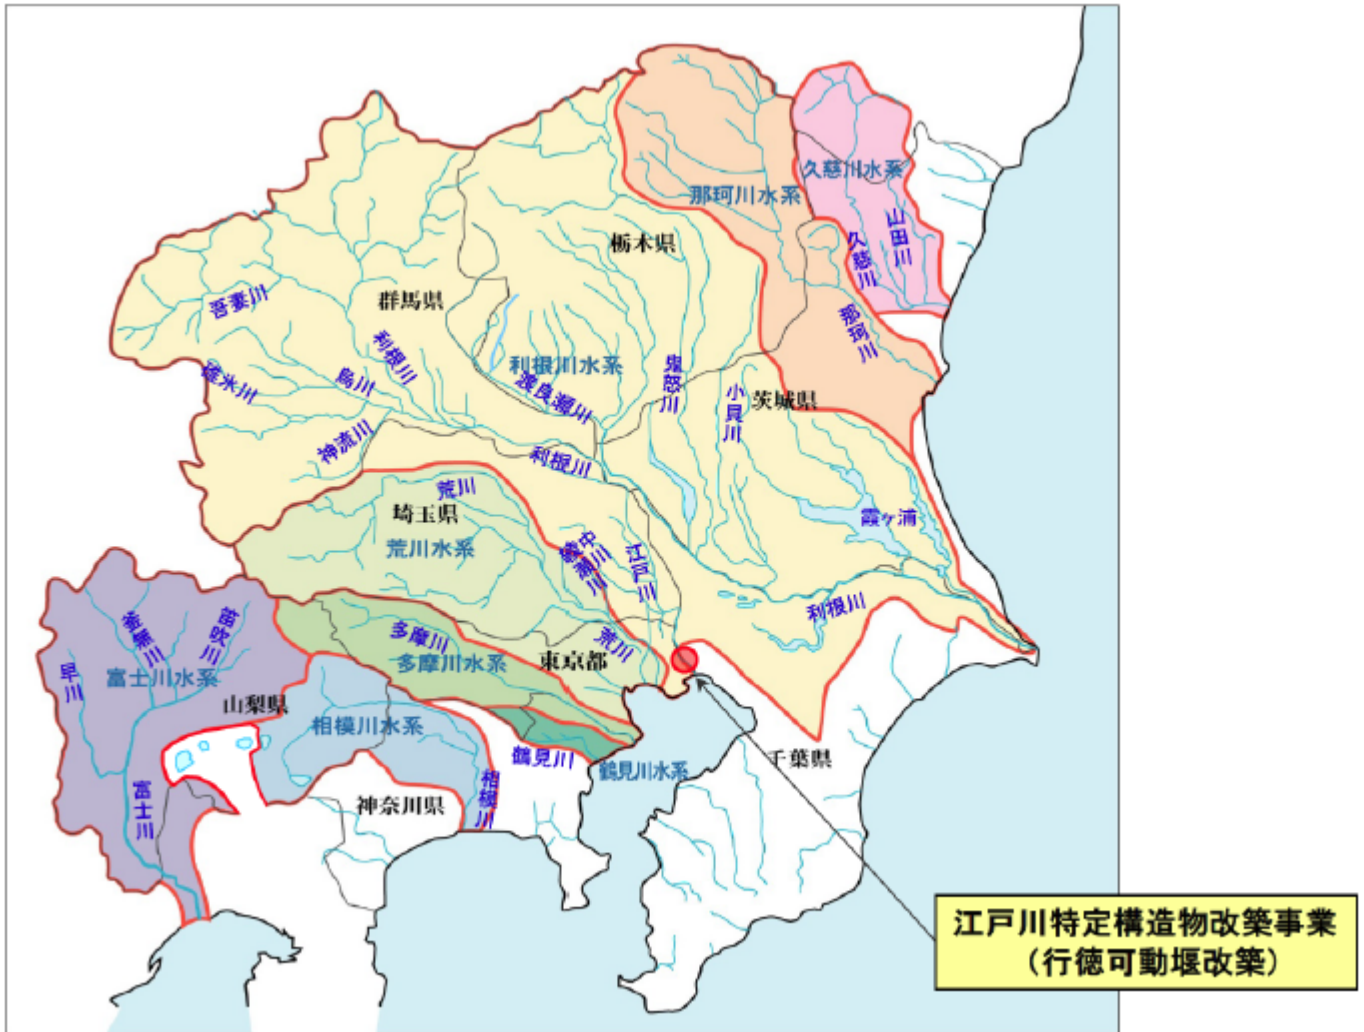 久慈川水系
那珂川水系
山田川
久慈川
栃木県
群馬県
吾妻川
那珂川
利根川
利根川水系
鬼怒川
碓氷川
烏川
渡良瀬川
小貝川
茨城県
神流川
利根川
荒川
埼玉県
荒川水系
霞ヶ浦
綾瀬川
中川
江戸川
利根川
釜無川
笛吹川
早川
富士川水系
多摩川
多摩川水系
東京都
荒川
山梨県
相模川水系
鶴見川
鶴見川水系
千葉県
富士川
神奈川県
相模川
江戸川特定構造物改築事業
(行徳可動堰改築)